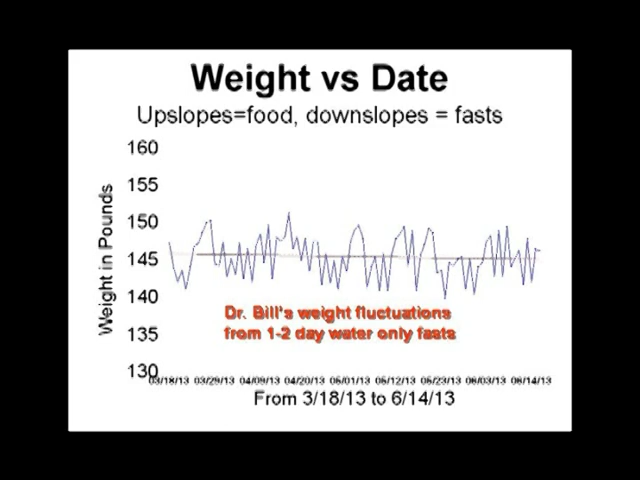 Weight vs Date
Upslopes=food, downslopes = fasts
Weight in Pounds
160
155
150
145
140
135
130
Dr. Bill's weight fluctuations
from 1-2 day water only fasts
03/18/13 03/29/13 04/09/13 04/20/13 05/01/13 05/12/13 05/23/13 06/03/13 06/14/13
From 3/18/13 to 6/14/13